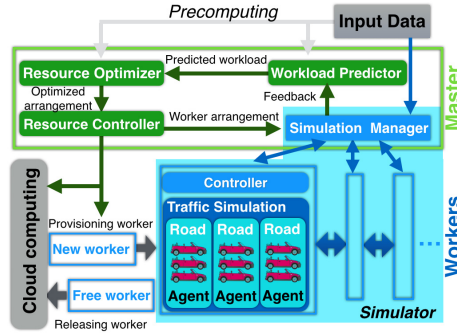 Precomputing
Input Data
Predicted workload
Resource Optimizer
Workload Predictor
Optimized
arrangement
Feedback
Master
Resource Controller
Worker arrangement
Simulation Manager
Cloud computing
Controller
Traffic Simulation
Provisioning worker
New worker
Road
Road
Road
Agent
Agent
Agent
Free worker
Releasing worker
...
Workers
Simulator